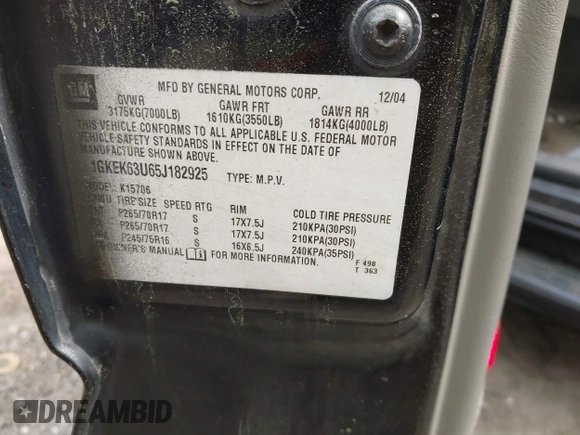 GM
MFD BY GENERAL MOTORS CORP. 12/04
GVWR GAWR FRT GAWR RR
3175KG(7000LB) 1610KG(3550LB) 1814KG(4000LB)
THIS VEHICLE CONFORMS TO ALL APPLICABLE U.S. FEDERAL MOTOR
VEHICLE SAFETY STANDARDS IN EFFECT ON THE DATE OF
MANUFACTURE SHOWN ABOVE.
1GKEK63U65J182925 TYPE: M.P.V.
MODEL: K15706
TIRE SIZE SPEED RTG RIM COLD TIRE PRESSURE
P265/70R17 S 17X7.5J 210KPA(30PSI)
P265/70R17 S 17X7.5J 210KPA(30PSI)
P245/75R16 S 16X6.5J 240KPA(35PSI)
OWNER'S MANUAL FOR MORE INFORMATION.
F 498
T 363
DREAMBID